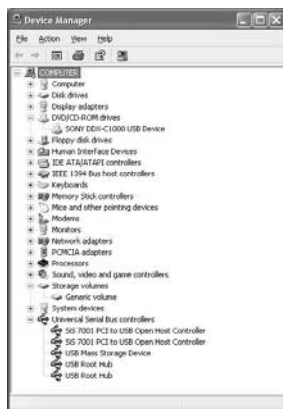 Device Manager
File Action View Help
COMPUTER
Computer
Disk drives
Display adapters
DVD/CD-ROM drives
SONY DDX-C1000 USB Device
Floppy disk drives
Human Interface Devices
IDE ATA/ATAPI controllers
IEEE 1394 Bus host controllers
Keyboards
Memory Stick controllers
Mice and other pointing devices
Modems
Monitors
Network adapters
PCMCIA adapters
Processors
Sound, video and game controllers
Storage volumes
Generic volume
System devices
Universal Serial Bus controllers
SiS 7001 PCI to USB Open Host Controller
SiS 7001 PCI to USB Open Host Controller
USB Mass Storage Device
USB Root Hub
USB Root Hub